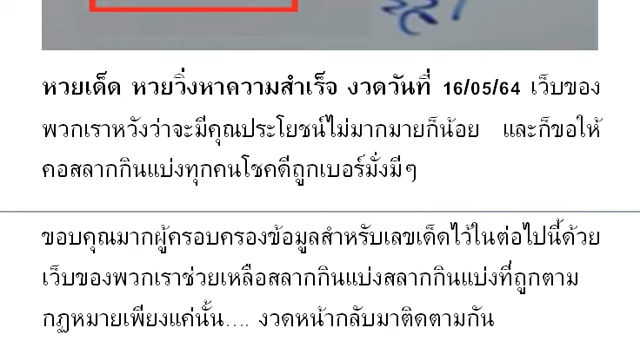 หวยเด็ด หวยวิ่งหาความสำเร็จ งวดวันที่ 16/05/64 เว็บของ
พวกเราหวังว่าจะมีคุณประโยชน์ไม่มากมายก็น้อย และก็ขอให้
คอสลากกินแบ่งทุกคนโชคดีถูกเบอร์มั่งมีๆ
ขอบคุณมากผู้ครอบครองข้อมูลสำหรับเลขเด็ดไว้ในต่อไปนี้ด้วย
เว็บของพวกเราช่วยเหลือสลากกินแบ่งสลากกินแบ่งที่ถูกตาม
กฎหมายเพียงแค่นั้น.... งวดหน้ากลับมาติดตามกัน